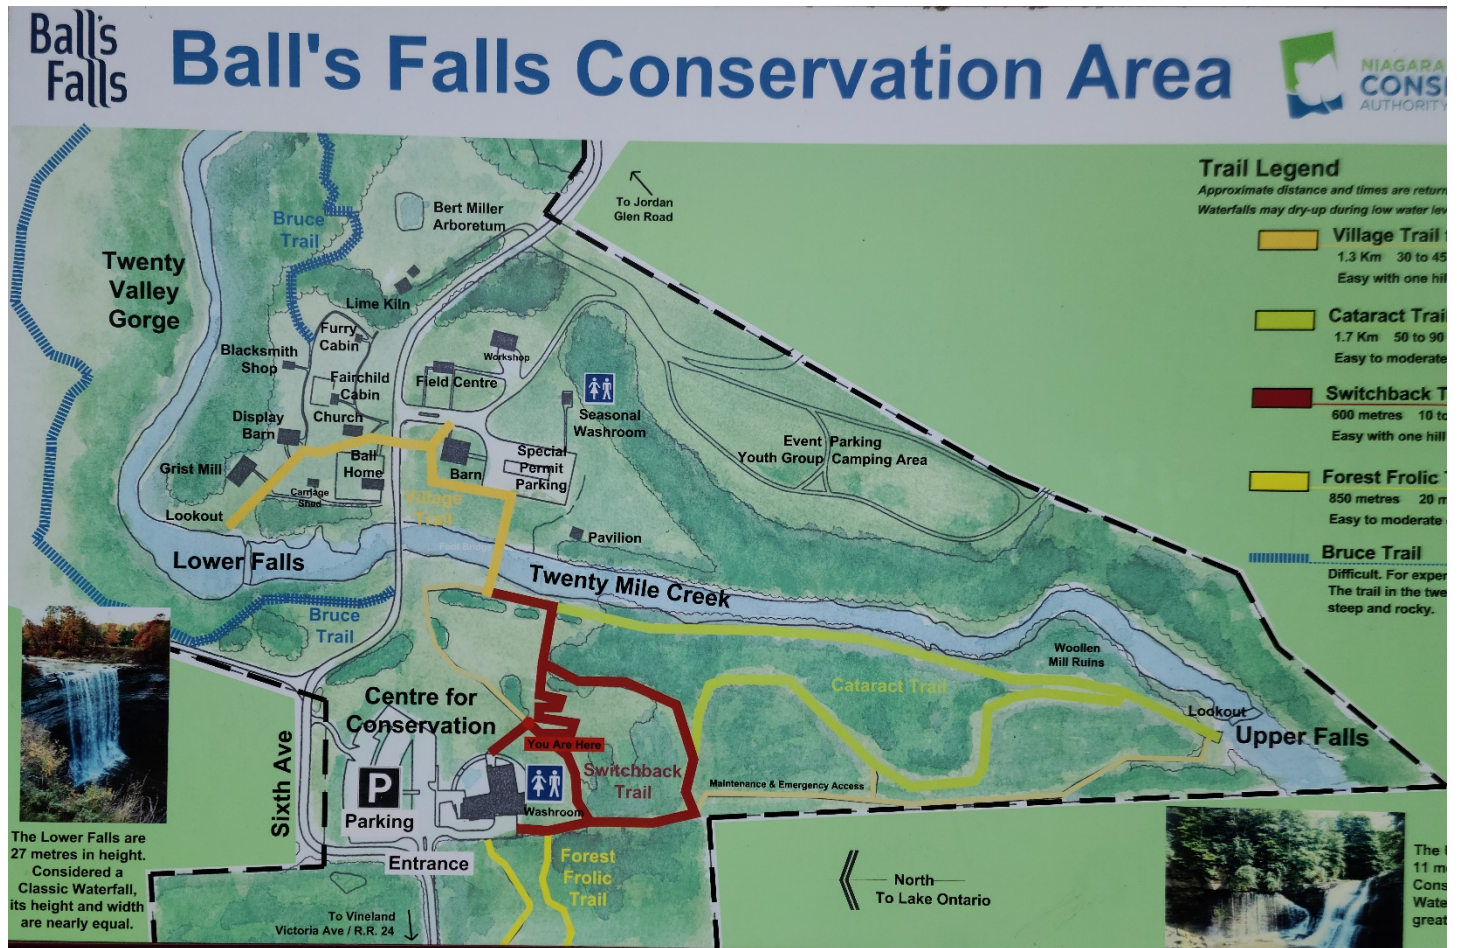 Ball's
Falls
Ball's Falls Conservation Area
NIAGARA
CONS
AUTHORITY
Trail Legend
Approximate distance and times are return
Waterfalls may dry-up during low water lev
Village Trail
1.3 Km 30 to 45
Easy with one hil
Cataract Trai
1.7 Km 50 to 90
Easy to moderate
Switchback T
600 metres 10 to
Easy with one hill
Forest Frolic
850 metres 20 m
Easy to moderate
Bruce Trail
Difficult. For exper
The trail in the twe
steep and rocky.
To Jordan
Glen Road
Bert Miller
Arboretum
Bruce
Trail
Twenty
Valley
Gorge
Lime Kiln
Furry
Cabin
Blacksmith
Shop
Workshop
Fairchild
Cabin
Field Centre
Display
Barn
Church
Seasonal
Washroom
Event Parking
Youth Group Camping Area
Grist Mill
Ball
Home
Barn
Special
Permit
Parking
Carriage
Shed
Village
Trail
Lookout
Pavilion
Foot Bridge
Lower Falls
Twenty Mile Creek
Bruce
Trail
Woollen
Mill Ruins
Cataract Trail
Lookout
Upper Falls
Centre for
Conservation
You Are Here
Switchback
Trail
Maintenance & Emergency Access
Sixth Ave
P
Parking
Washroom
Entrance
Forest
Frolic
Trail
To Vineland
Victoria Ave / R.R. 24
North
To Lake Ontario
The Lower Falls are
27 metres in height.
Considered a
Classic Waterfall,
its height and width
are nearly equal.
The
11 m
Cons
Wate
great